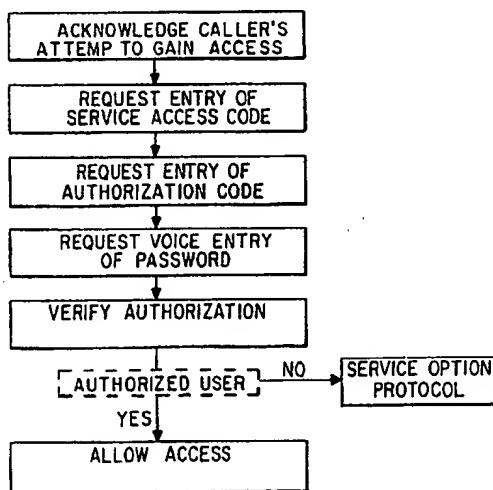 ACKNOWLEDGE CALLER'S
ATTEMP TO GAIN ACCESS
REQUEST ENTRY OF
SERVICE ACCESS CODE
REQUEST ENTRY OF
AUTHORIZATION CODE
REQUEST VOICE ENTRY
OF PASSWORD
VERIFY AUTHORIZATION
AUTHORIZED USER
NO
SERVICE OPTION
PROTOCOL
YES
ALLOW ACCESS